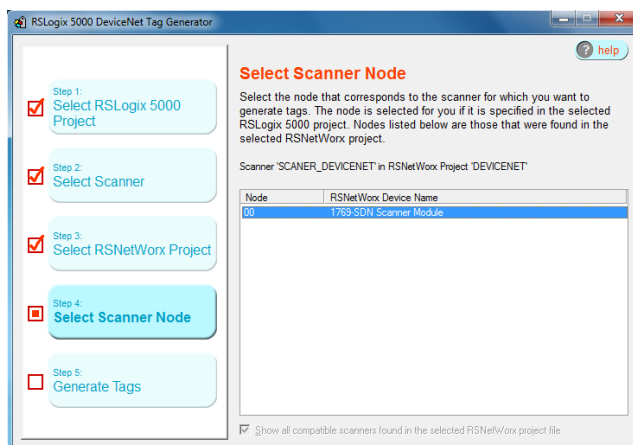 RSLogix 5000 DeviceNet Tag Generator
help
Step 1:
Select RSLogix 5000
Project
Step 2:
Select Scanner
Step 3:
Select RSNetWorx Project
Step 4:
Select Scanner Node
Step 5:
Generate Tags
Select Scanner Node
Select the node that corresponds to the scanner for which you want to
generate tags. The node is selected for you if it is specified in the selected
RSLogix 5000 project. Nodes listed below are those that were found in the
selected RSNetWorx project.
Scanner 'SCANER_DEVICENET' in RSNetWorx Project 'DEVICENET'
Node RSNetWorx Device Name
00 1769-SDN Scanner Module
Show all compatible scanners found in the selected RSNetWorx project file